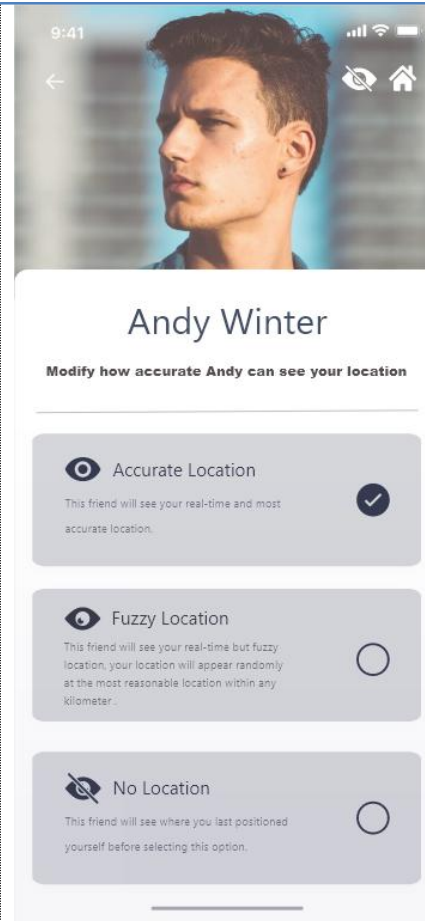 9:41
Andy Winter
Modify how accurate Andy can see your location
Accurate Location
This friend will see your real-time and most
accurate location.
Fuzzy Location
This friend will see your real-time but fuzzy
location, your location will appear randomly
at the most reasonable location within any
kilometer .
No Location
This friend will see where you last positioned
yourself before selecting this option.